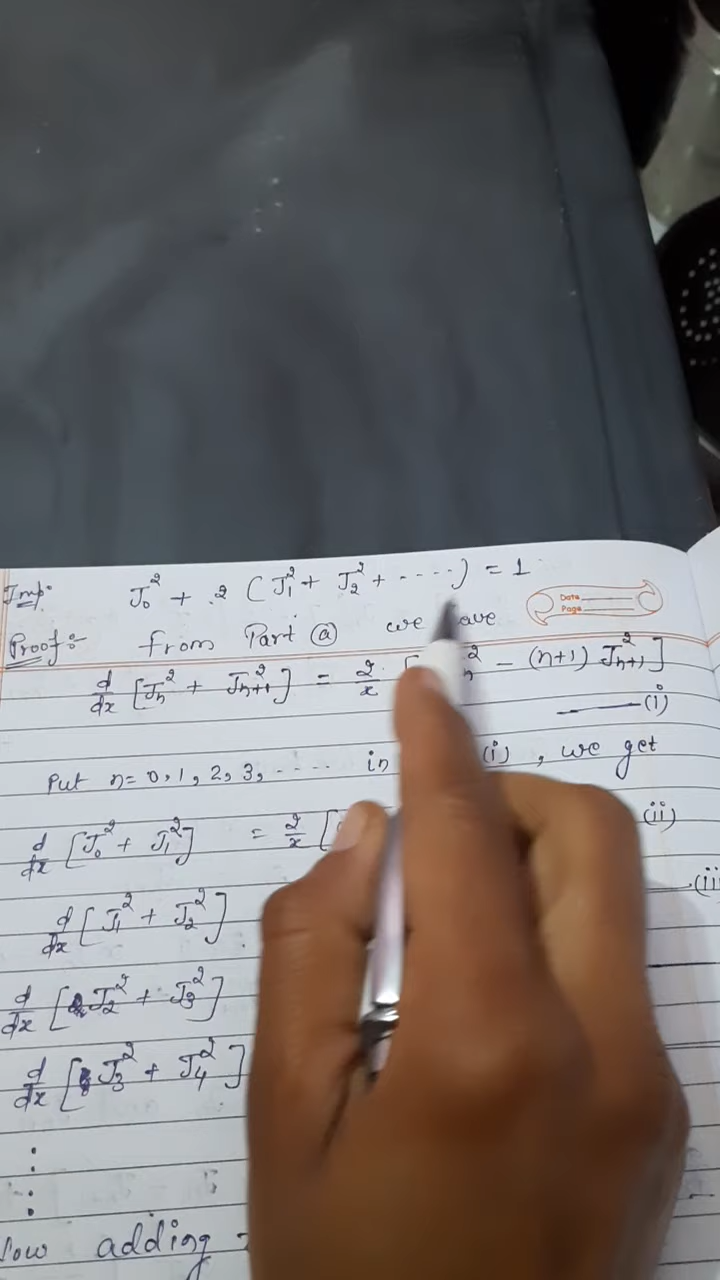 Imp: J₀² + 2 (J₁² + J₂² + ....) = 1
Date
Page
Proof:- from Part ⓐ we
d/dx [Jₙ² + Jₙ₊₁²] = 2/x [ ₙ² - (n+1) Jₙ₊₁²]
—(i)
Put n= 0, 1, 2, 3, ..... in (i), we get
d/dx [J₀² + J₁²] = 2/x [ (ii)
d/dx [J₁² + J₂²] —(ii
d/dx [J₂² + J₃²]
d/dx [J₃² + J₄²]
⋮
adding